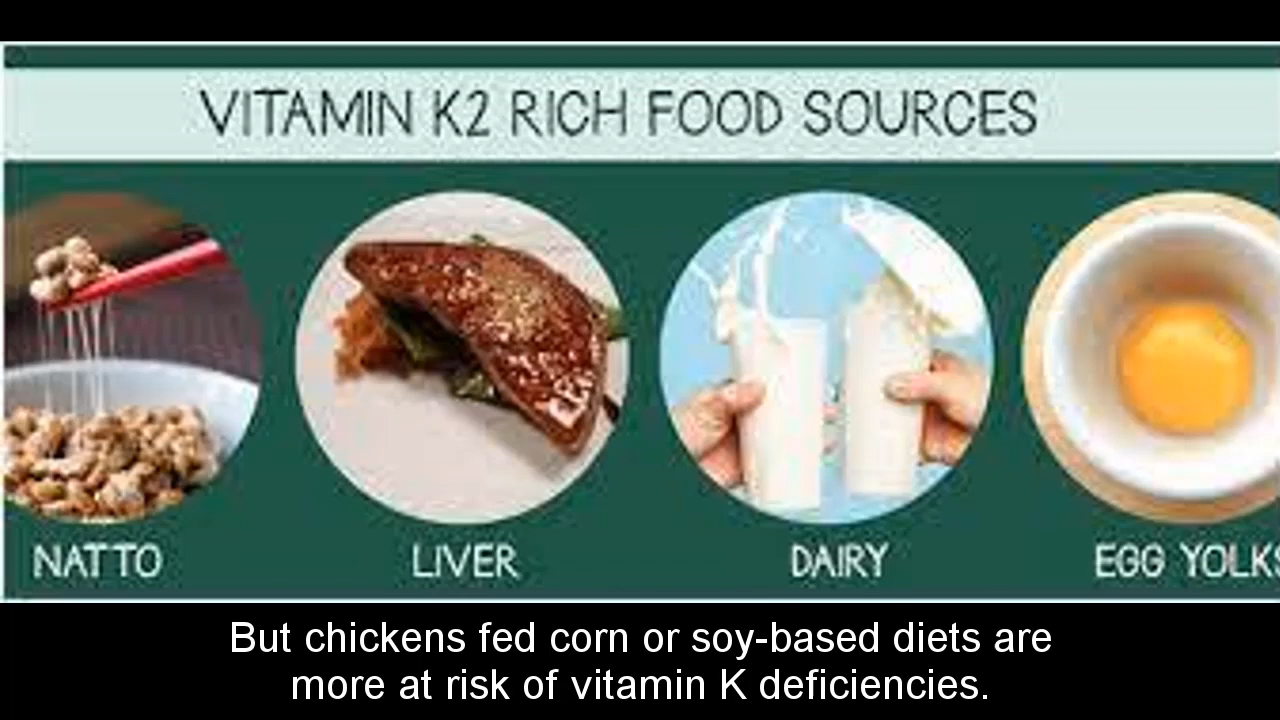 VITAMIN K2 RICH FOOD SOURCES
NATTO
LIVER
DAIRY
EGG YOLKS
But chickens fed corn or soy-based diets are
more at risk of vitamin K deficiencies.